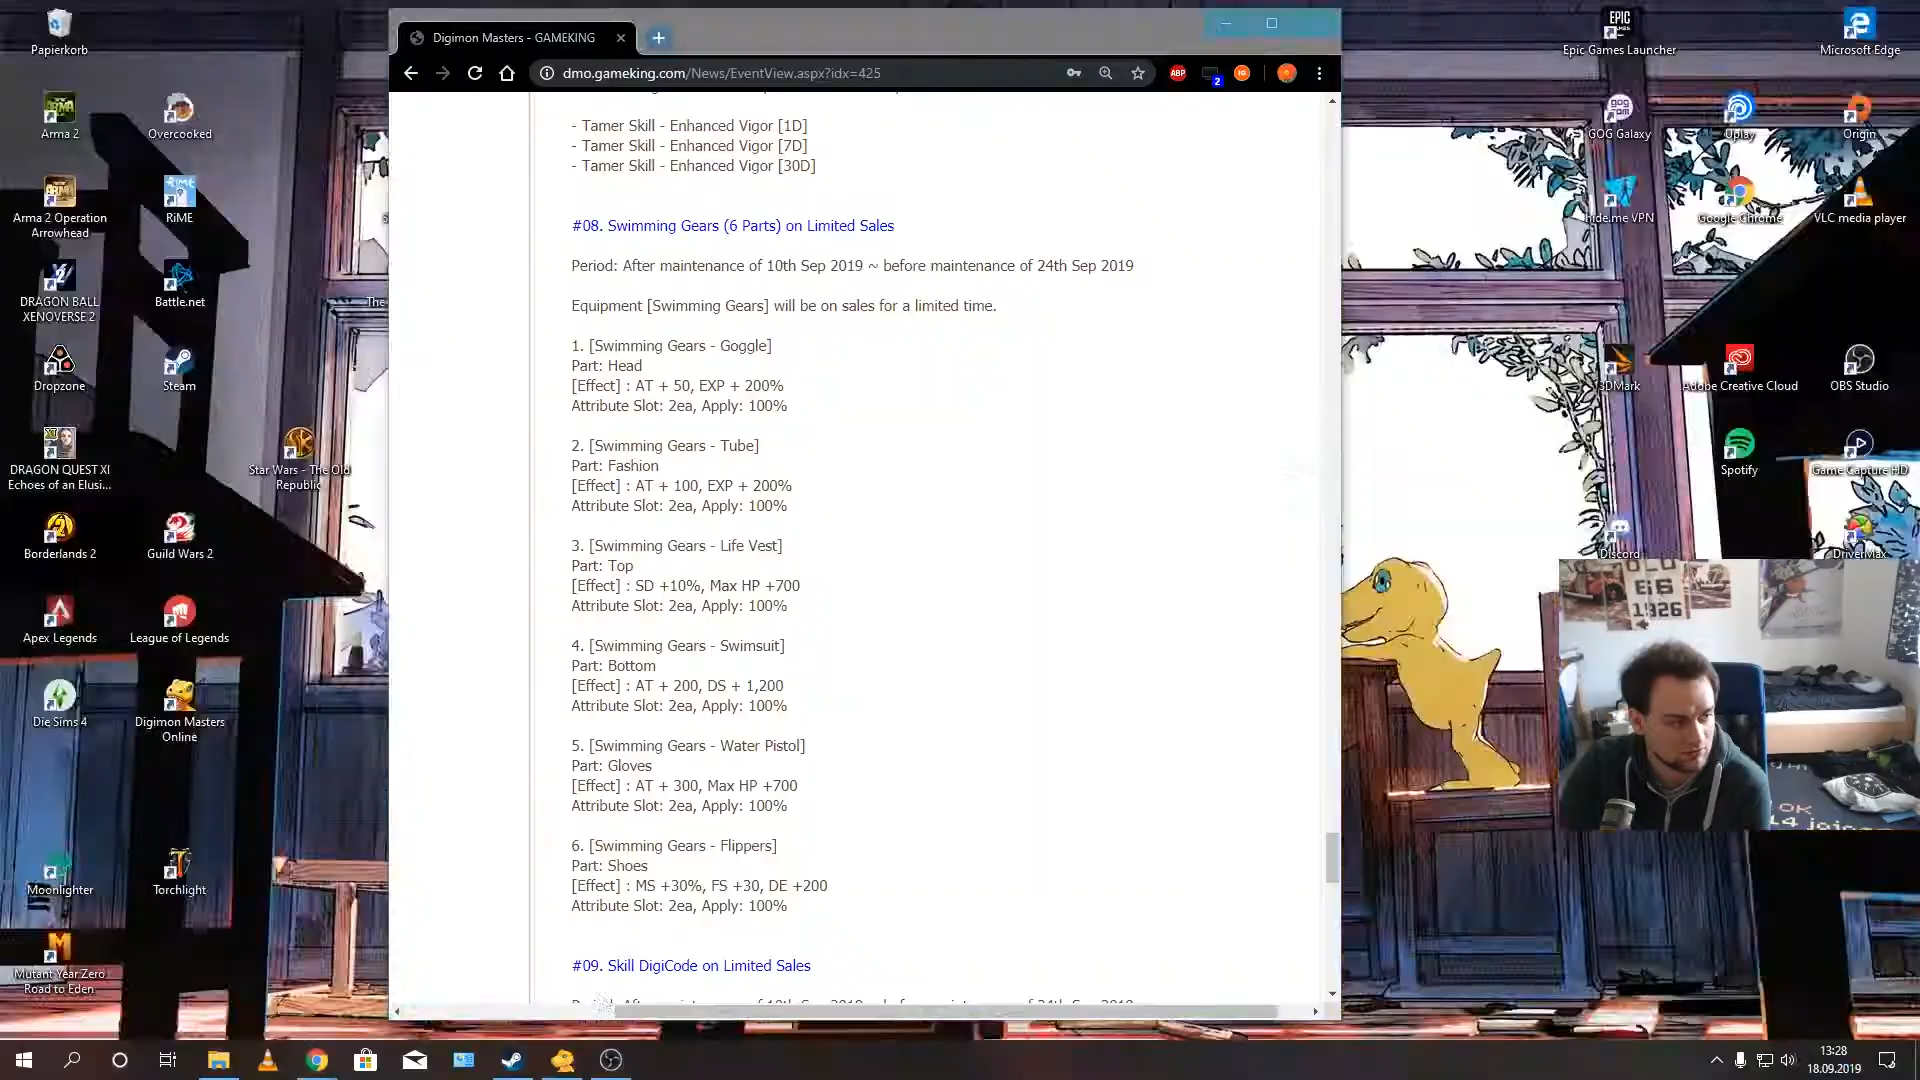 Digimon Masters - GAMEKING
dmo.gameking.com/News/EventView.aspx?idx=425
ABP
2
- Tamer Skill - Enhanced Vigor [1D]
- Tamer Skill - Enhanced Vigor [7D]
- Tamer Skill - Enhanced Vigor [30D]
#08. Swimming Gears (6 Parts) on Limited Sales
Period: After maintenance of 10th Sep 2019 ~ before maintenance of 24th Sep 2019
Equipment [Swimming Gears] will be on sales for a limited time.
1. [Swimming Gears - Goggle]
Part: Head
[Effect] : AT + 50, EXP + 200%
Attribute Slot: 2ea, Apply: 100%
2. [Swimming Gears - Tube]
Part: Fashion
[Effect] : AT + 100, EXP + 200%
Attribute Slot: 2ea, Apply: 100%
3. [Swimming Gears - Life Vest]
Part: Top
[Effect] : SD +10%, Max HP +700
Attribute Slot: 2ea, Apply: 100%
4. [Swimming Gears - Swimsuit]
Part: Bottom
[Effect] : AT + 200, DS + 1,200
Attribute Slot: 2ea, Apply: 100%
5. [Swimming Gears - Water Pistol]
Part: Gloves
[Effect] : AT + 300, Max HP +700
Attribute Slot: 2ea, Apply: 100%
6. [Swimming Gears - Flippers]
Part: Shoes
[Effect] : MS +30%, FS +30, DE +200
Attribute Slot: 2ea, Apply: 100%
#09. Skill DigiCode on Limited Sales
Papierkorb
Arma 2
Overcooked
Arma 2 Operation
Arrowhead
RiME
DRAGON BALL
XENOVERSE 2
Battle.net
The
Dropzone
Steam
DRAGON QUEST XI
Echoes of an Elusi...
Star Wars - The Old
Republic
Borderlands 2
Guild Wars 2
Apex Legends
League of Legends
Die Sims 4
Digimon Masters
Online
Moonlighter
Torchlight
Mutant Year Zero
Road to Eden
EPIC
Epic Games Launcher
Microsoft Edge
GOG Galaxy
Uplay
Origin
hide.me VPN
Google Chrome
VLC media player
3DMark
Adobe Creative Cloud
OBS Studio
Spotify
Game Capture HD
Discord
DriverMax
66
1926
OK
13:28
18.09.2019